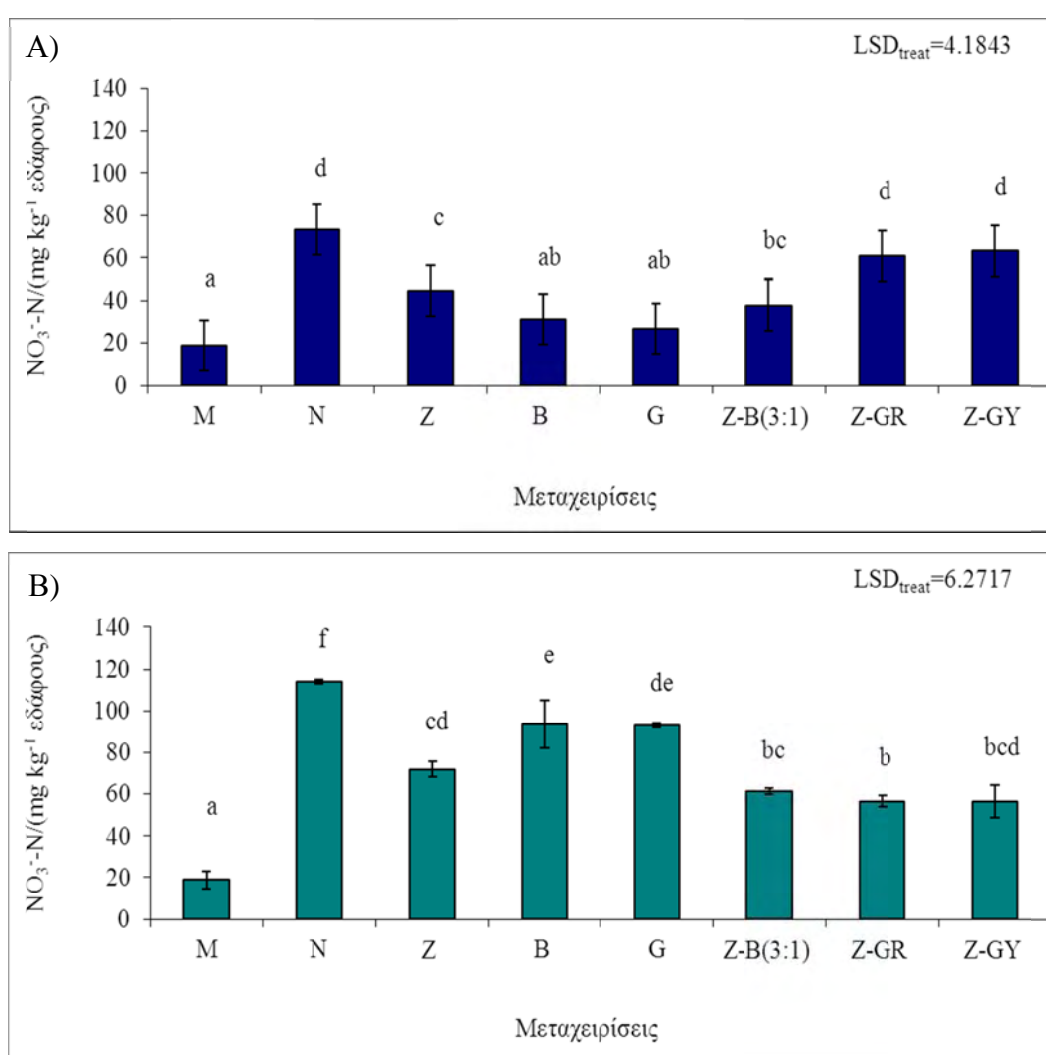 A)
LSDtreat=4.1843
NO3⁻-N/(mg kg⁻¹ εδάφους)
140
120
100
80
60
40
20
0
a
d
c
ab
ab
bc
d
d
M N Z B G Z-B(3:1) Z-GR Z-GY
Μεταχειρίσεις
B)
LSDtreat=6.2717
NO3⁻-N/(mg kg⁻¹ εδάφους)
140
120
100
80
60
40
20
0
a
f
cd
e
de
bc
b
bcd
M N Z B G Z-B(3:1) Z-GR Z-GY
Μεταχειρίσεις